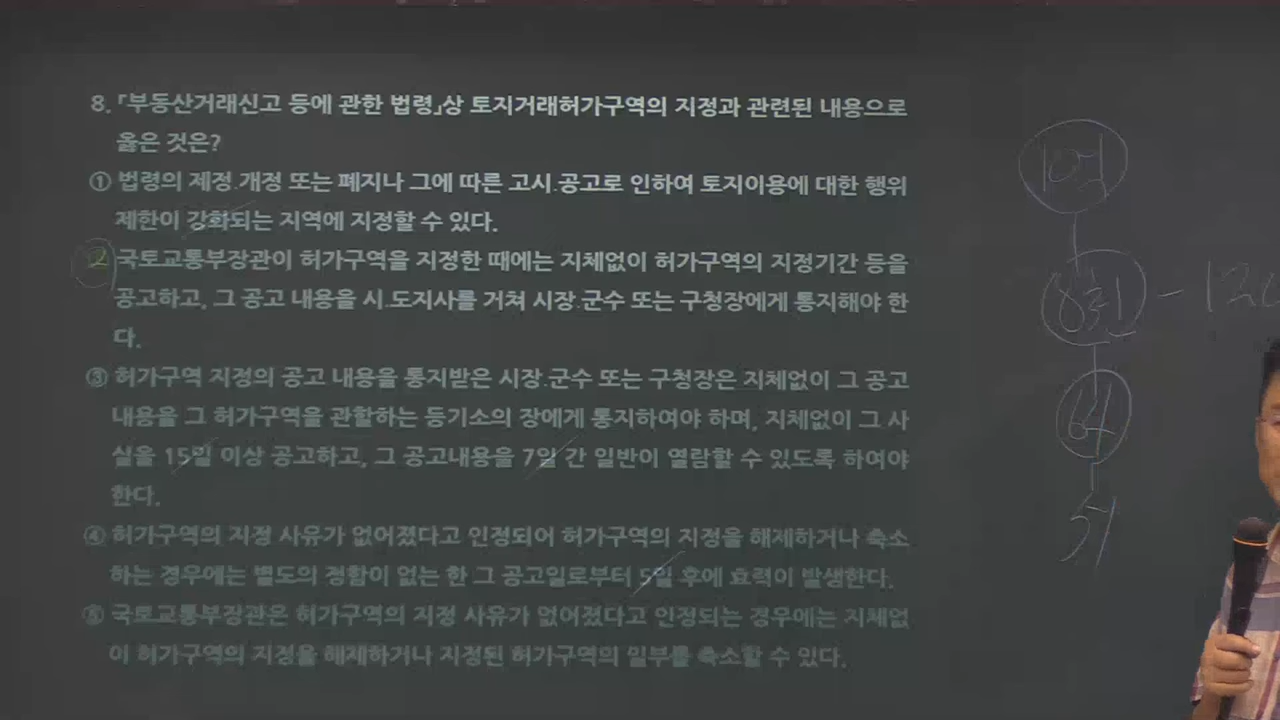 8. 「부동산거래신고 등에 관한 법령」상 토지거래허가구역의 지정과 관련된 내용으로
옳은 것은?
① 법령의 제정.개정 또는 폐지나 그에 따른 고시.공고로 인하여 토지이용에 대한 행위
제한이 강화되는 지역에 지정할 수 있다.
② 국토교통부장관이 허가구역을 지정한 때에는 지체없이 허가구역의 지정기간 등을
공고하고, 그 공고 내용을 시.도지사를 거쳐 시장.군수 또는 구청장에게 통지해야 한
다.
③ 허가구역 지정의 공고 내용을 통지받은 시장.군수 또는 구청장은 지체없이 그 공고
내용을 그 허가구역을 관할하는 등기소의 장에게 통지하여야 하며, 지체없이 그 사
실을 15일 이상 공고하고, 그 공고내용을 7일 간 일반이 열람할 수 있도록 하여야
한다.
④ 허가구역의 지정 사유가 없어졌다고 인정되어 허가구역의 지정을 해제하거나 축소
하는 경우에는 별도의 정함이 없는 한 그 공고일로부터 5일 후에 효력이 발생한다.
⑤ 국토교통부장관은 허가구역의 지정 사유가 없어졌다고 인정되는 경우에는 지체없
이 허가구역의 지정을 해제하거나 지정된 허가구역의 일부를 축소할 수 있다.
10억